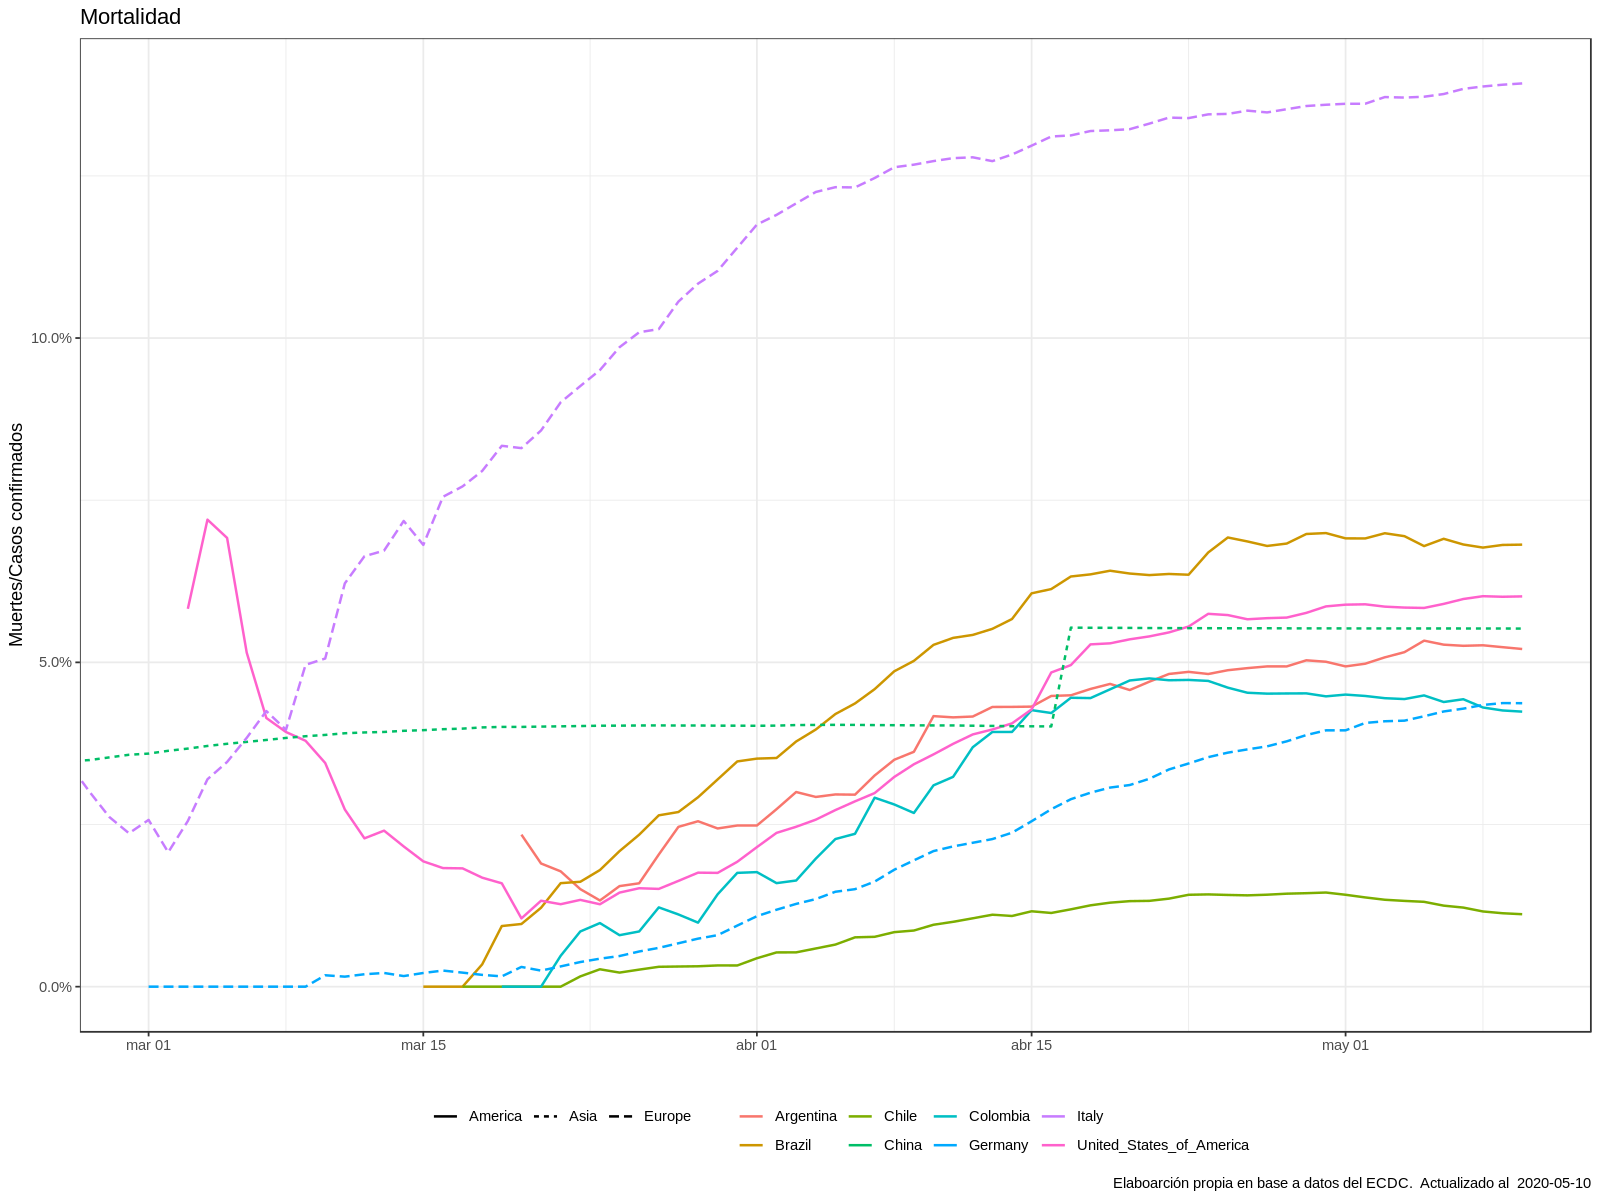 Mortalidad
Muertes/Casos confirmados
10.0%
5.0%
0.0%
mar 01 mar 15 abr 01 abr 15 may 01
America Asia Europe Argentina Chile Colombia Italy
Brazil China Germany United_States_of_America
Elaboarción propia en base a datos del ECDC.  Actualizado al  2020-05-10